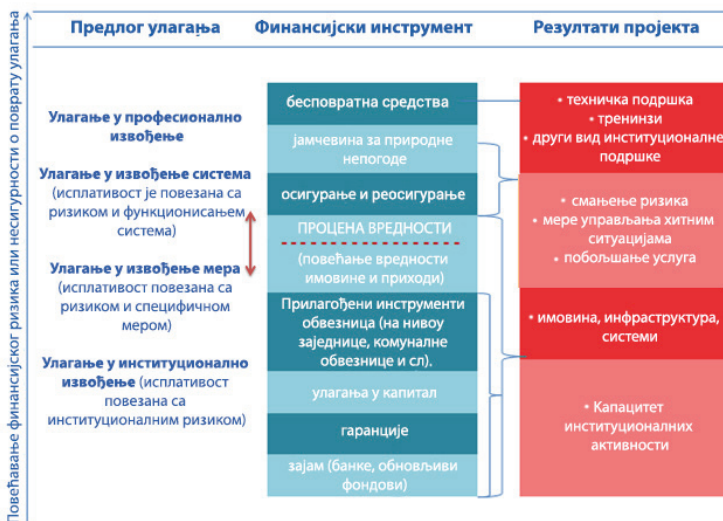 Повећавање финансијског ризика или несигурности о поврату улагања
Предлог улагања
Улагање у професионално
извођење
Улагање у извођење система
(исплативост је повезана са
ризиком и функционисањем
система)
Улагање у извођење мера
(исплативост повезана са
ризиком и специфичном
мером)
Улагање у институционално
извођење (исплативост
повезана са
институционалним ризиком)
Финансијски инструмент
бесповратна средства
јамчевина за природне
непогоде
осигурање и реосигурање
ПРОЦЕНА ВРЕДНОСТИ
(повећање вредности
имовине и приходи)
Прилагођени инструменти
обвезница (на нивоу
заједнице, комуналне
обвезнице и сл).
улагања у капитал
гаранције
зајам (банке, обновљиви
фондови)
Резултати пројекта
• техничка подршка
• тренинзи
• други вид институционалне
подршке
• смањење ризика
• мере управљања хитним
ситуацијама
• побољшање услуга
• имовина, инфраструктура,
системи
• Капацитет
институционалних
активности